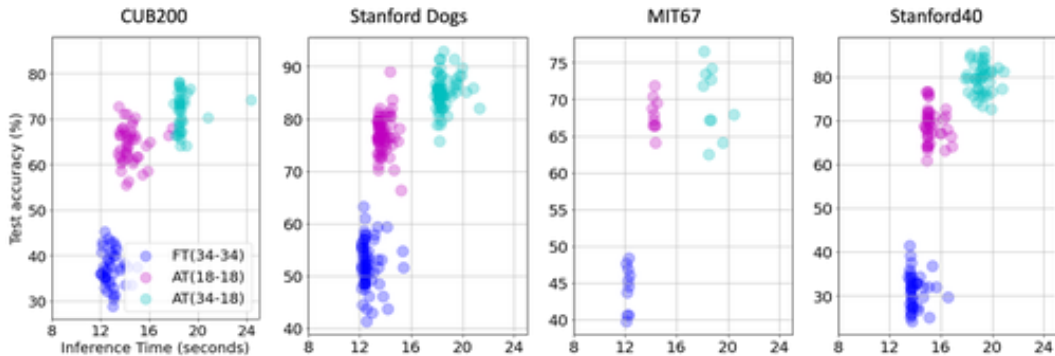 CUB200 Stanford Dogs MIT67 Stanford40
Test accuracy (%)
80
70
60
50
40
30
8 12 16 20 24
Inference Time (seconds)
FT(34-34)
AT(18-18)
AT(34-18)
90
80
70
60
50
40
8 12 16 20 24
75
70
65
60
55
50
45
40
8 12 16 20 24
80
70
60
50
40
30
8 12 16 20 24